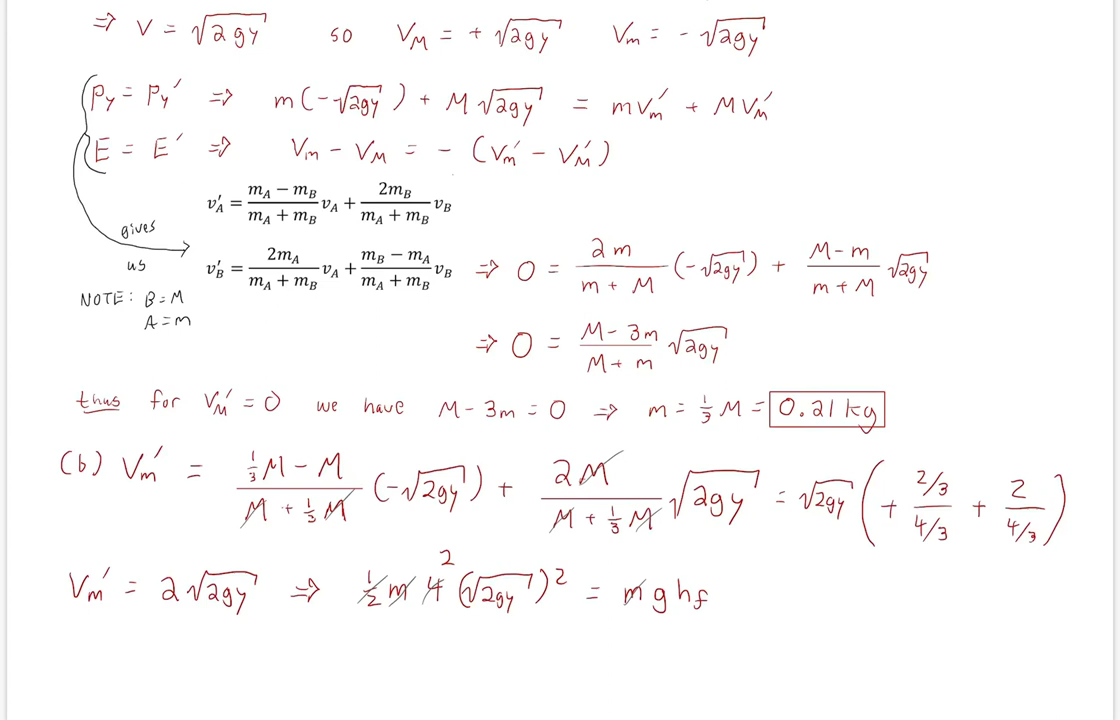 ⇒ V = √2gy so V_M = + √2gy V_m = - √2gy
P_y = P_y' ⇒ m(-√2gy) + M√2gy = mV_m' + MV_M'
E = E' ⇒ V_m - V_M = - (V_m' - V_M')
v'_A = (m_A − m_B)/(m_A + m_B) v_A + 2m_B/(m_A + m_B) v_B
gives us
v'_B = 2m_A/(m_A + m_B) v_A + (m_B − m_A)/(m_A + m_B) v_B ⇒ 0 = 2m/(m + M) (-√2gy) + (M-m)/(m+M) √2gy
NOTE: B=M
A=m
⇒ 0 = (M-3m)/(M+m) √2gy
thus for V_M' = 0 we have M-3m = 0 ⇒ m = 1/3 M = 0.21 kg
(b) V_m' = (1/3 M - M)/(M + 1/3 M) (-√2gy) + 2M/(M + 1/3 M) √2gy = √2gy (+ (2/3)/(4/3) + 2/(4/3))
V_m' = 2√2gy ⇒ 1/2 m 4 2 (√2gy)² = m g h_f